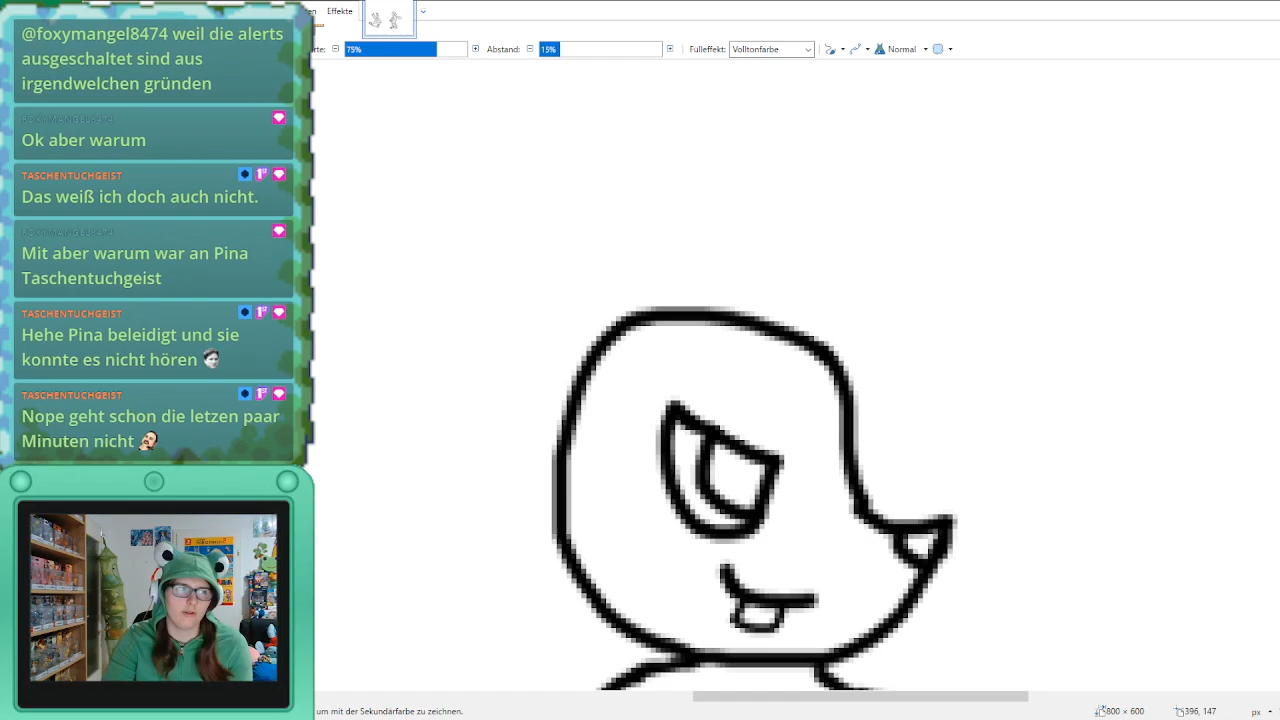 @foxymangel8474 weil die alerts
ausgeschaltet sind aus
irgendwelchen gründen
FOXYMANGEL8474
Ok aber warum
TASCHENTUCHGEIST
Das weiß ich doch auch nicht.
FOXYMANGEL8474
Mit aber warum war an Pina
Taschentuchgeist
TASCHENTUCHGEIST
Hehe Pina beleidigt und sie
konnte es nicht hören
TASCHENTUCHGEIST
Nope geht schon die letzen paar
Minuten nicht
Effekte
75% Abstand: 15% Fülleffekt: Volltonfarbe Normal
um mit der Sekundärfarbe zu zeichnen. 800 × 600 396, 147 px